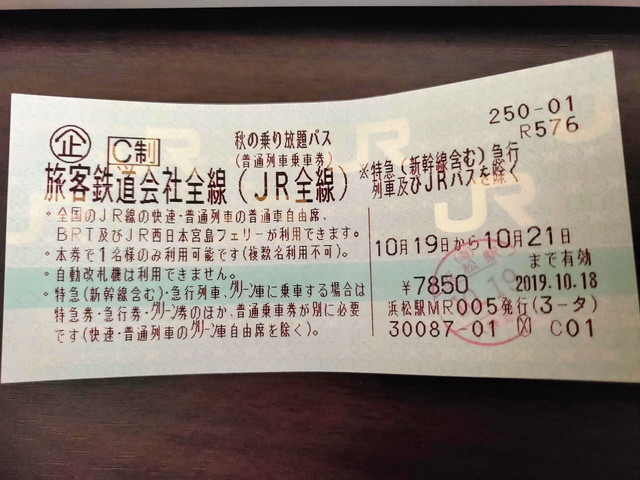 250-01
R576
企 C制 秋の乗り放題パス
(普通列車乗車券)
旅客鉄道会社全線(JR全線)
※特急(新幹線含む)急行
列車及びJRバスを除く
・全国のJR線の快速・普通列車の普通車自由席、
BRT及びJR西日本宮島フェリーが利用できます。
・本券で1名様のみ利用可能です(複数名利用不可)。
・自動改札機は利用できません。
・特急(新幹線含む)・急行列車、グリーン車に乗車する場合は
特急券・急行券・グリーン券のほか、普通乗車券が別に必要
です(快速・普通列車のグリーン車自由席を除く)。
10月19日から10月21日
まで有効
¥7850 2019.10.18
浜松駅MR005発行(3-タ)
30087-01 C01